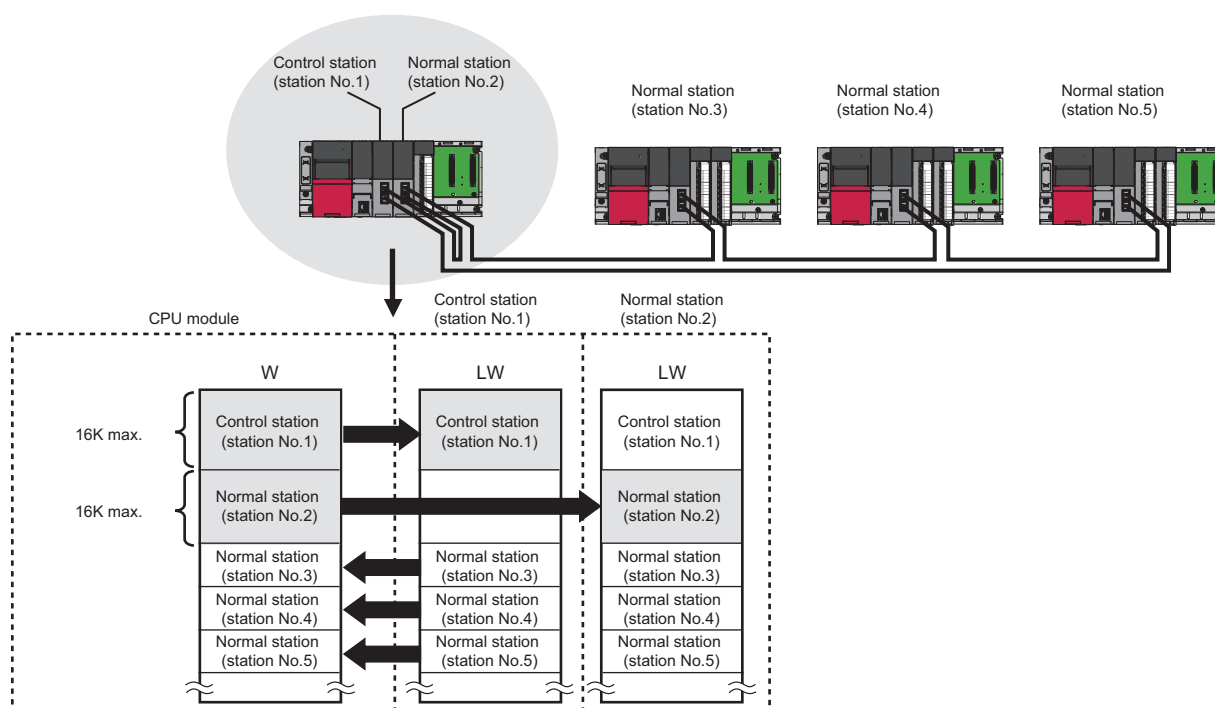 Control station
(station No.1)
Normal station
(station No.2)
Normal station
(station No.3)
Normal station
(station No.4)
Normal station
(station No.5)
CPU module
Control station
(station No.1)
Normal station
(station No.2)
W
LW
LW
16K max.
Control station
(station No.1)
Control station
(station No.1)
Control station
(station No.1)
16K max.
Normal station
(station No.2)
Normal station
(station No.2)
Normal station
(station No.3)
Normal station
(station No.3)
Normal station
(station No.3)
Normal station
(station No.4)
Normal station
(station No.4)
Normal station
(station No.4)
Normal station
(station No.5)
Normal station
(station No.5)
Normal station
(station No.5)